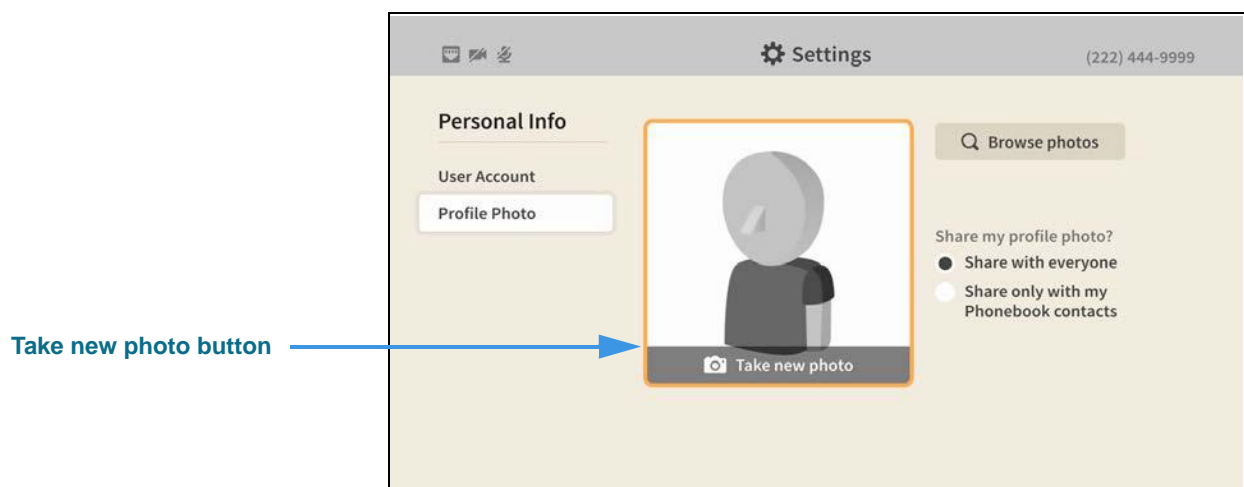 Settings
(222) 444-9999
Personal Info
User Account
Profile Photo
Take new photo
Browse photos
Share my profile photo?
Share with everyone
Share only with my
Phonebook contacts
Take new photo button